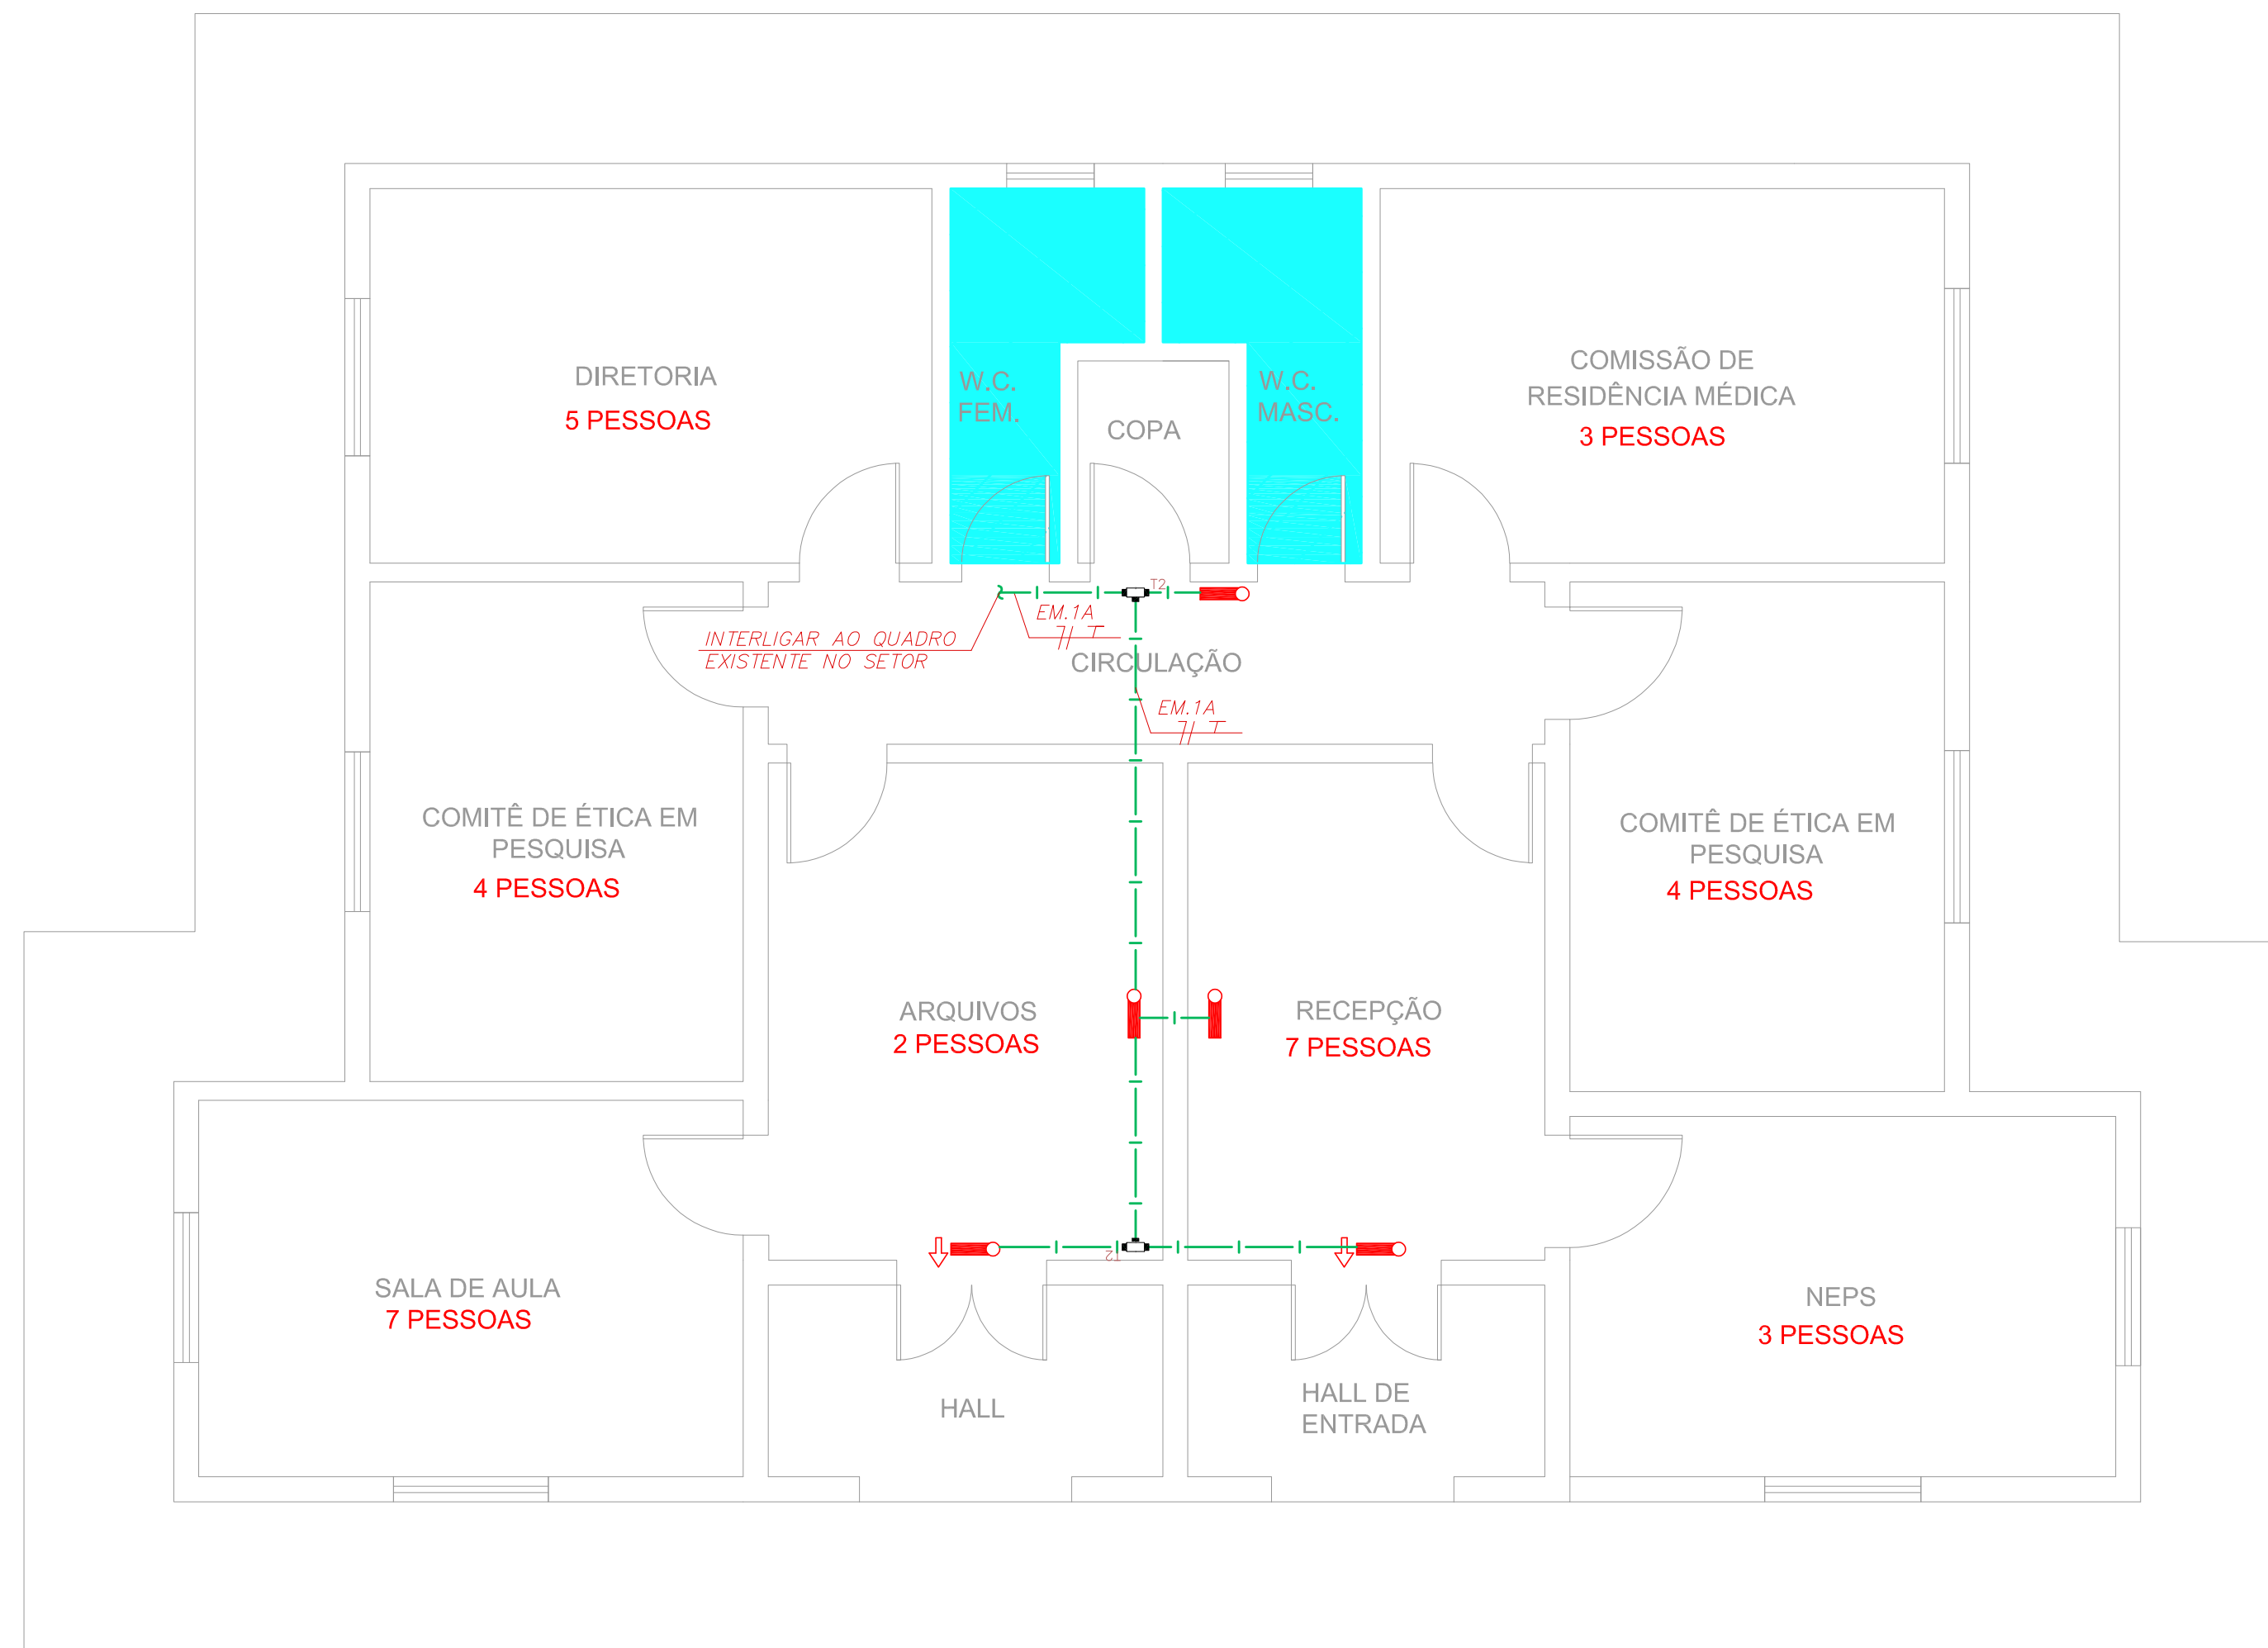 DIRETORIA
5 PESSOAS
W.C.
FEM.
COPA
W.C.
MASC.
COMISSÃO DE
RESIDÊNCIA MÉDICA
3 PESSOAS
T2
EM.1A
T
INTERLIGAR AO QUADRO
EXISTENTE NO SETOR
CIRCULAÇÃO
EM.1A
T
COMITÊ DE ÉTICA EM
PESQUISA
4 PESSOAS
COMITÊ DE ÉTICA EM
PESQUISA
4 PESSOAS
ARQUIVOS
2 PESSOAS
RECEPÇÃO
7 PESSOAS
T2
SALA DE AULA
7 PESSOAS
NEPS
3 PESSOAS
HALL
HALL DE
ENTRADA